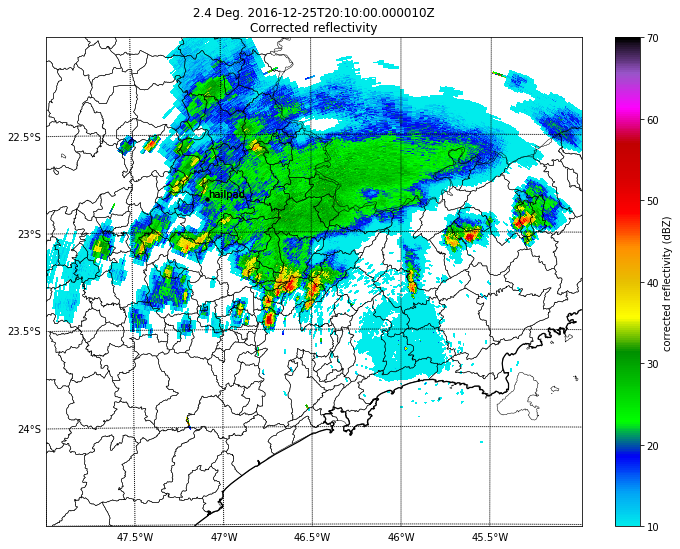 2.4 Deg. 2016-12-25T20:10:00.000010Z
Corrected reflectivity
22.5°S
23°S
23.5°S
24°S
hailpad
47.5°W
47°W
46.5°W
46°W
45.5°W
70
60
50
40
30
20
10
corrected reflectivity (dBZ)